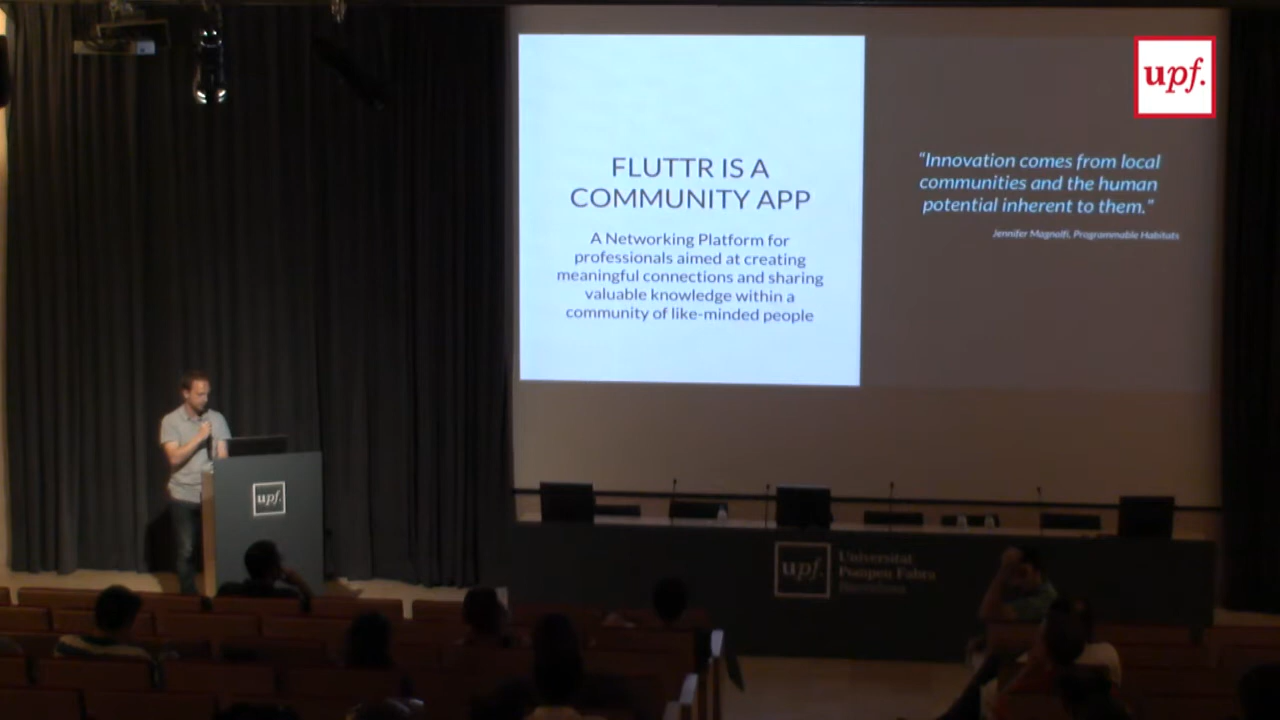 FLUTTR IS A
COMMUNITY APP
A Networking Platform for
professionals aimed at creating
meaningful connections and sharing
valuable knowledge within a
community of like-minded people
upf.
“Innovation comes from local
communities and the human
potential inherent to them.”
Jennifer Magnolfi, Programmable Habitats
upf.
upf.
Universitat
Pompeu Fabra
Barcelona